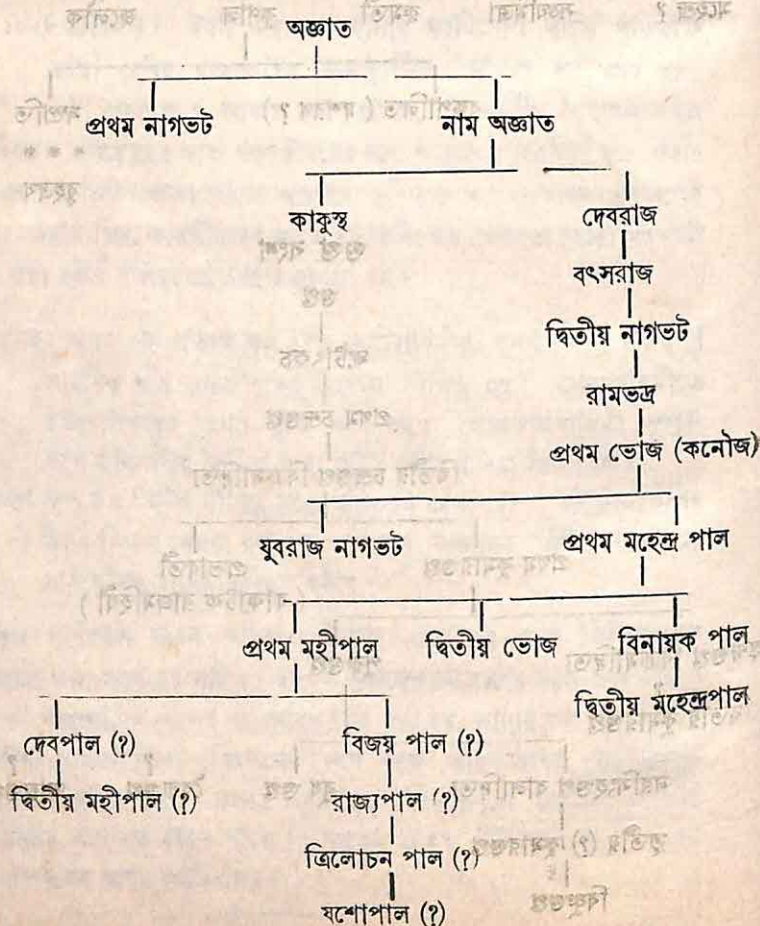 অজ্ঞাত
প্রথম নাগভট নাম অজ্ঞাত
কাকুস্থ দেবরাজ
বৎসরাজ
দ্বিতীয় নাগভট
রামভদ্র
প্রথম ভোজ (কনৌজ)
যুবরাজ নাগভট প্রথম মহেন্দ্র পাল
প্রথম মহীপাল দ্বিতীয় ভোজ বিনায়ক পাল
দ্বিতীয় মহেন্দ্রপাল
দেবপাল (?) বিজয় পাল (?)
দ্বিতীয় মহীপাল (?) রাজ্যপাল (?)
ত্রিলোচন পাল (?)
যশোপাল (?)